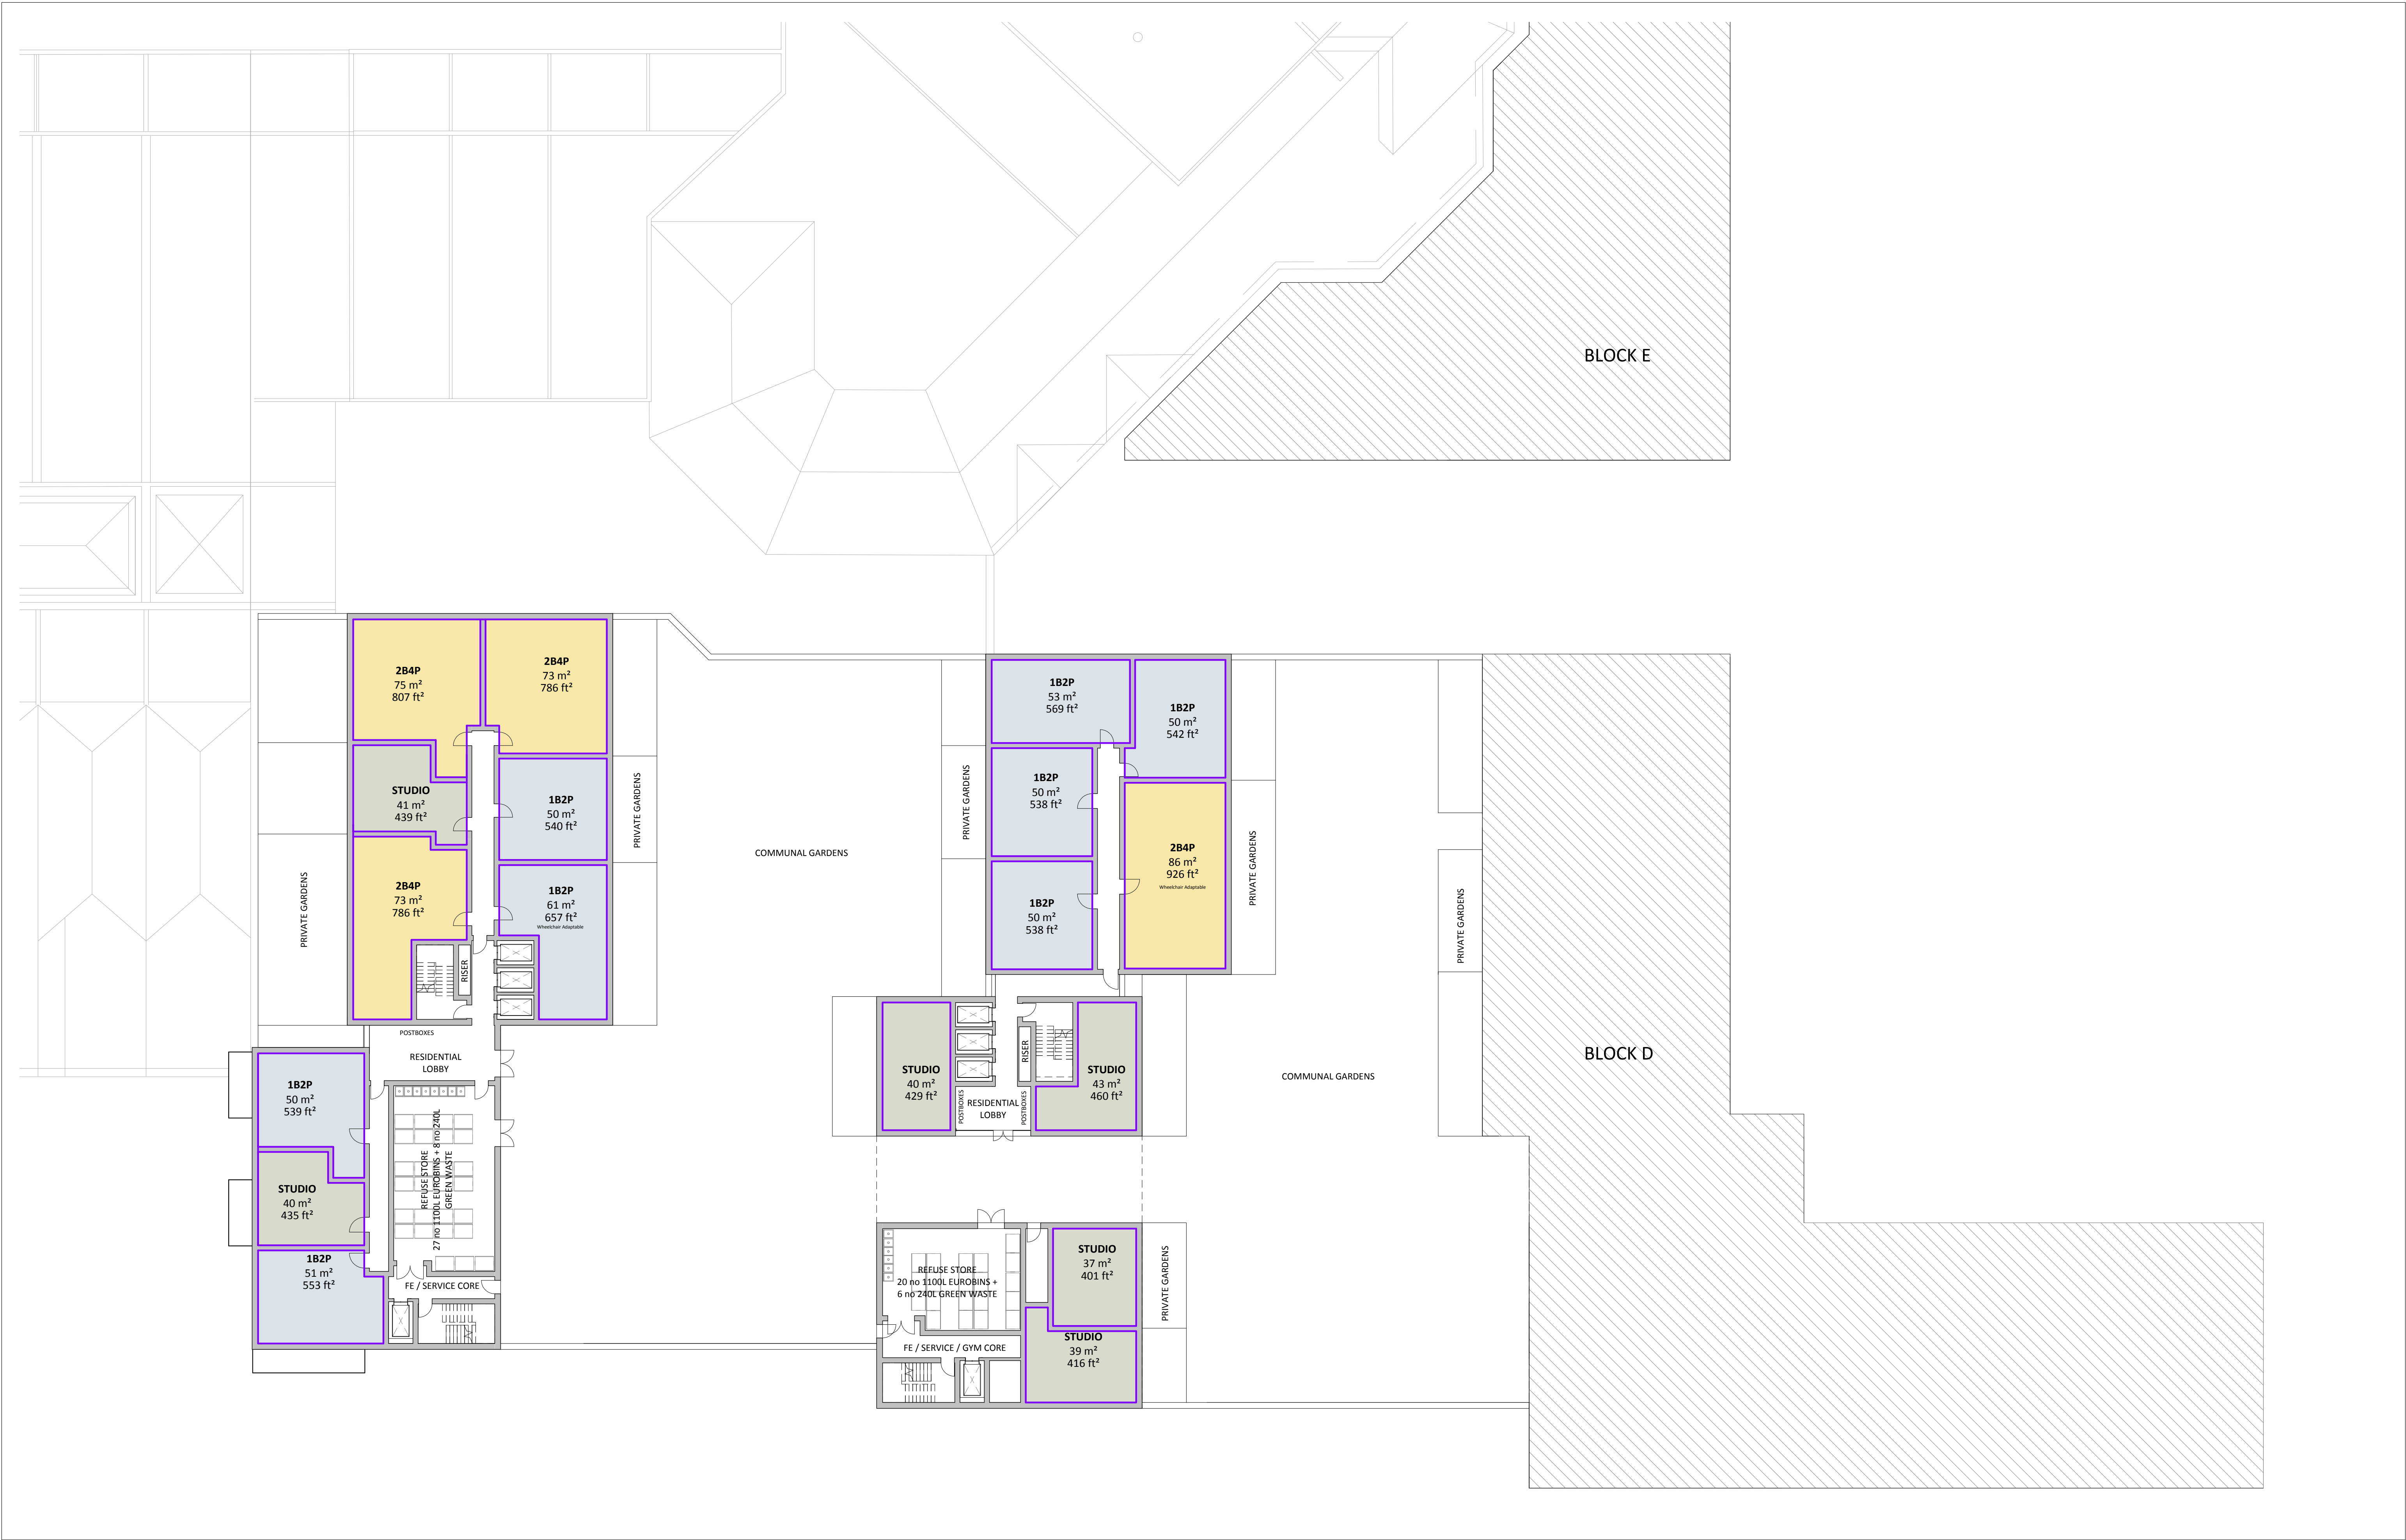 BLOCK E
2B4P
75 m²
807 ft²
2B4P
73 m²
786 ft²
STUDIO
41 m²
439 ft²
1B2P
50 m²
540 ft²
2B4P
73 m²
786 ft²
1B2P
61 m²
657 ft²
Wheelchair Adaptable
PRIVATE GARDENS
PRIVATE GARDENS
RISER
POSTBOXES
RESIDENTIAL
LOBBY
1B2P
50 m²
539 ft²
STUDIO
40 m²
435 ft²
1B2P
51 m²
553 ft²
REFUSE STORE
27 no 1100L EUROBINS + 8 no 240L
GREEN WASTE
FE / SERVICE CORE
COMMUNAL GARDENS
PRIVATE GARDENS
1B2P
53 m²
569 ft²
1B2P
50 m²
542 ft²
1B2P
50 m²
538 ft²
2B4P
86 m²
926 ft²
Wheelchair Adaptable
1B2P
50 m²
538 ft²
PRIVATE GARDENS
PRIVATE GARDENS
STUDIO
40 m²
429 ft²
RISER
STUDIO
43 m²
460 ft²
POSTBOXES
RESIDENTIAL
LOBBY
POSTBOXES
COMMUNAL GARDENS
BLOCK D
REFUSE STORE
20 no 1100L EUROBINS +
6 no 240L GREEN WASTE
STUDIO
37 m²
401 ft²
STUDIO
39 m²
416 ft²
FE / SERVICE / GYM CORE
PRIVATE GARDENS